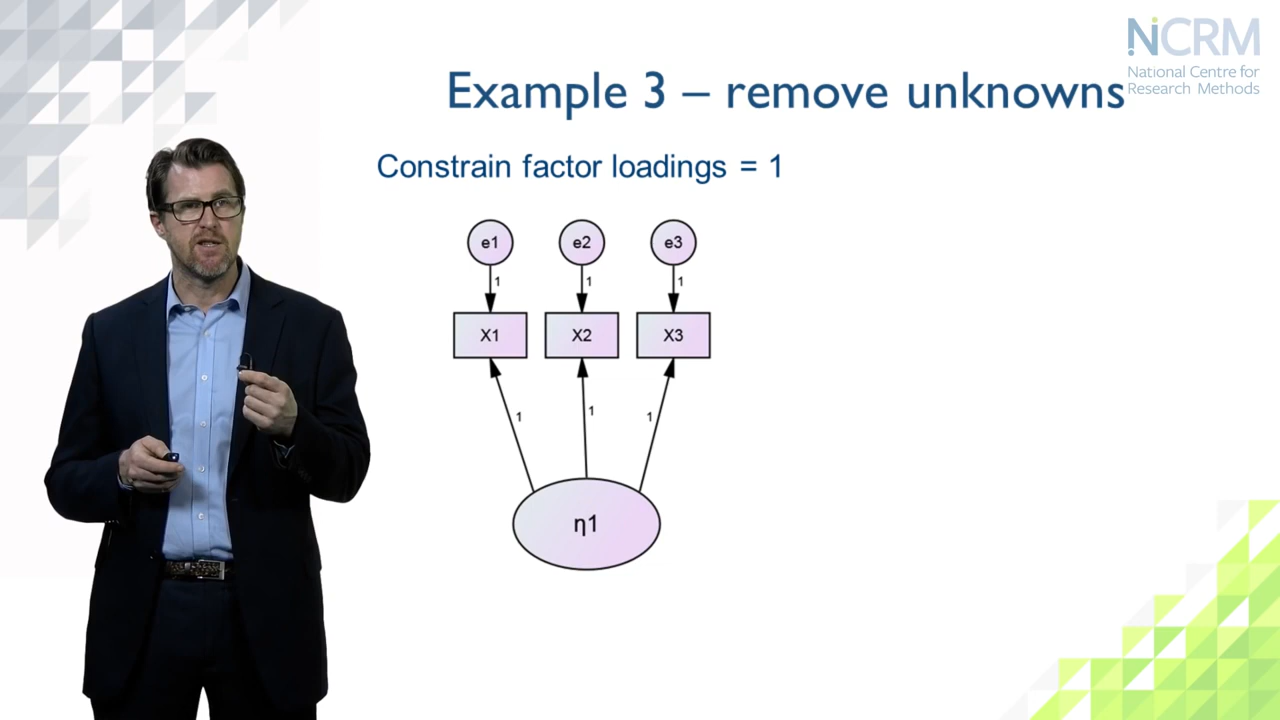 NCRM
National Centre for
Research Methods
Example 3 – remove unknowns
Constrain factor loadings = 1
e1 e2 e3
1 1 1
X1 X2 X3
1 1 1
η1